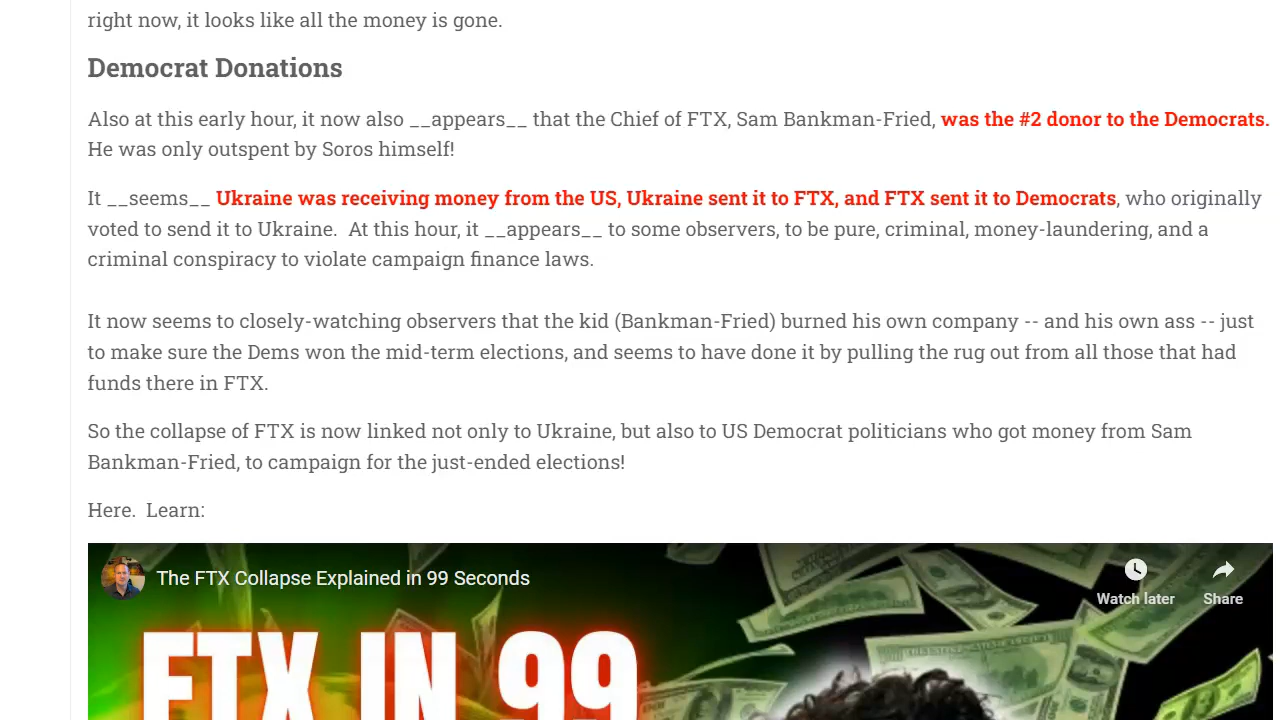 right now, it looks like all the money is gone.
Democrat Donations
Also at this early hour, it now also __appears__ that the Chief of FTX, Sam Bankman-Fried, was the #2 donor to the Democrats.
He was only outspent by Soros himself!
It __seems__ Ukraine was receiving money from the US, Ukraine sent it to FTX, and FTX sent it to Democrats, who originally
voted to send it to Ukraine.  At this hour, it __appears__ to some observers, to be pure, criminal, money-laundering, and a
criminal conspiracy to violate campaign finance laws.
It now seems to closely-watching observers that the kid (Bankman-Fried) burned his own company -- and his own ass -- just
to make sure the Dems won the mid-term elections, and seems to have done it by pulling the rug out from all those that had
funds there in FTX.
So the collapse of FTX is now linked not only to Ukraine, but also to US Democrat politicians who got money from Sam
Bankman-Fried, to campaign for the just-ended elections!
Here.  Learn:
The FTX Collapse Explained in 99 Seconds
Watch later
Share
FTX IN 99